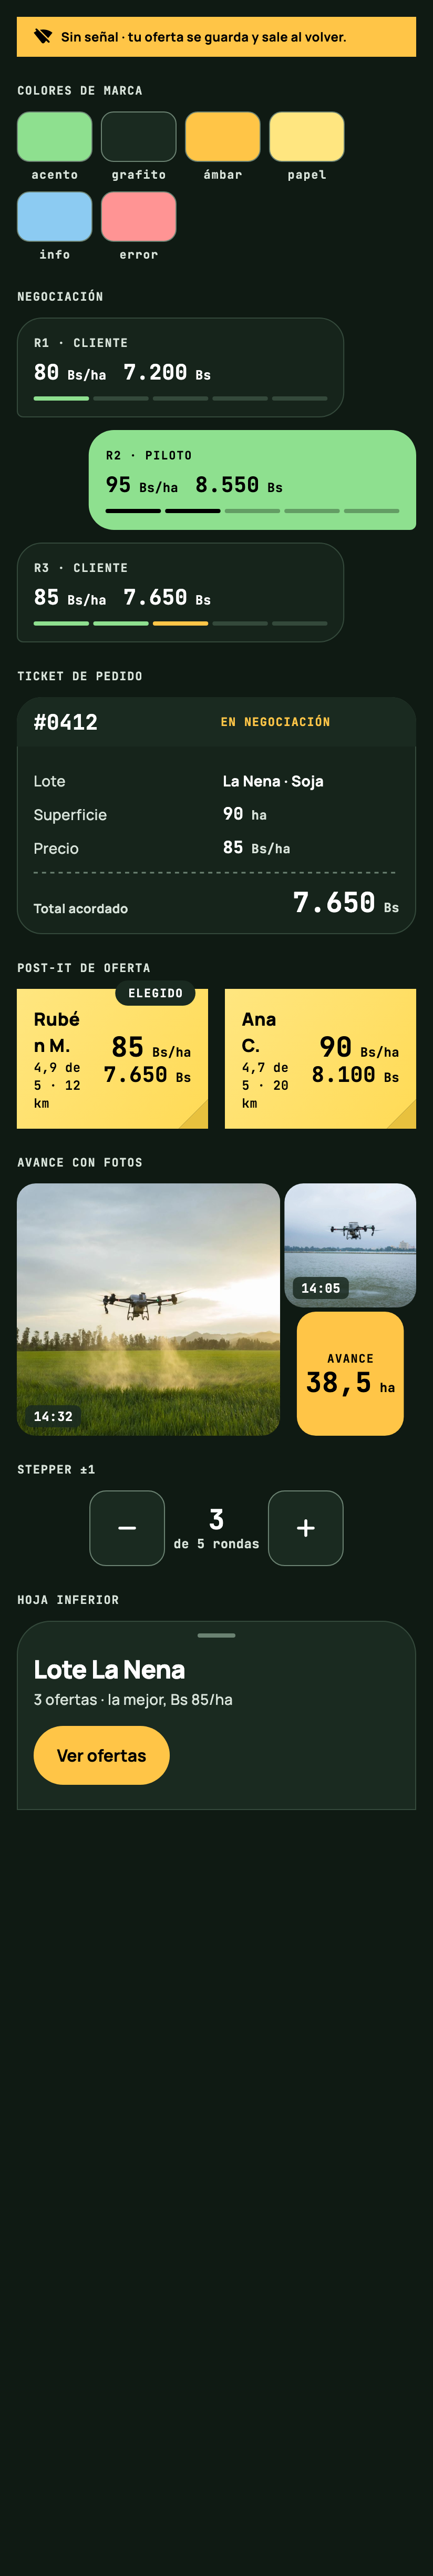 Sin señal · tu oferta se guarda y sale al volver.
COLORES DE MARCA
acento
grafito
ámbar
papel
info
error
NEGOCIACIÓN
R1 · CLIENTE
80 Bs/ha 7.200 Bs
R2 · PILOTO
95 Bs/ha 8.550 Bs
R3 · CLIENTE
85 Bs/ha 7.650 Bs
TICKET DE PEDIDO
#0412 EN NEGOCIACIÓN
Lote La Nena · Soja
Superficie 90 ha
Precio 85 Bs/ha
Total acordado 7.650 Bs
POST-IT DE OFERTA
ELEGIDO
Rubé
n M.
4,9 de
5 · 12
km
85 Bs/ha
7.650 Bs
Ana
C.
4,7 de
5 · 20
km
90 Bs/ha
8.100 Bs
AVANCE CON FOTOS
14:32
14:05
AVANCE
38,5 ha
STEPPER ±1
−
3
de 5 rondas
+
HOJA INFERIOR
Lote La Nena
3 ofertas · la mejor, Bs 85/ha
Ver ofertas